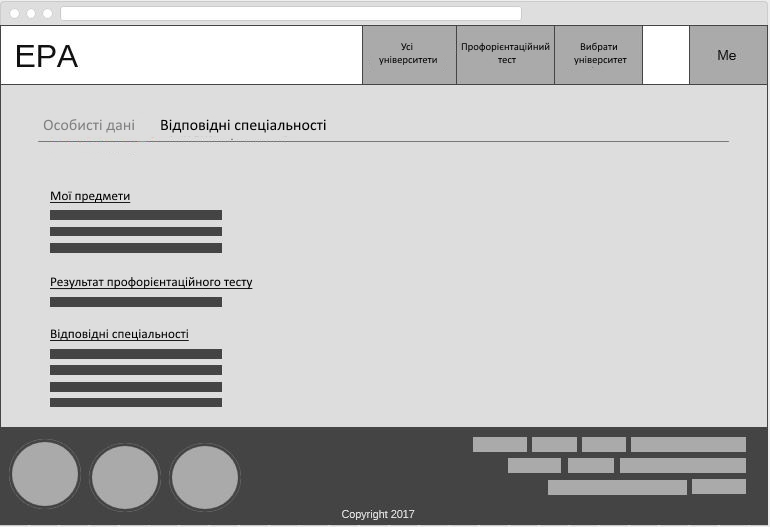 EPA
Усі
університети
Профорієнтаційний
тест
Вибрати
університет
Me
Особисті дані
Відповідні спеціальності
Мої предмети
Результат профорієнтаційного тесту
Відповідні спеціальності
Copyright 2017